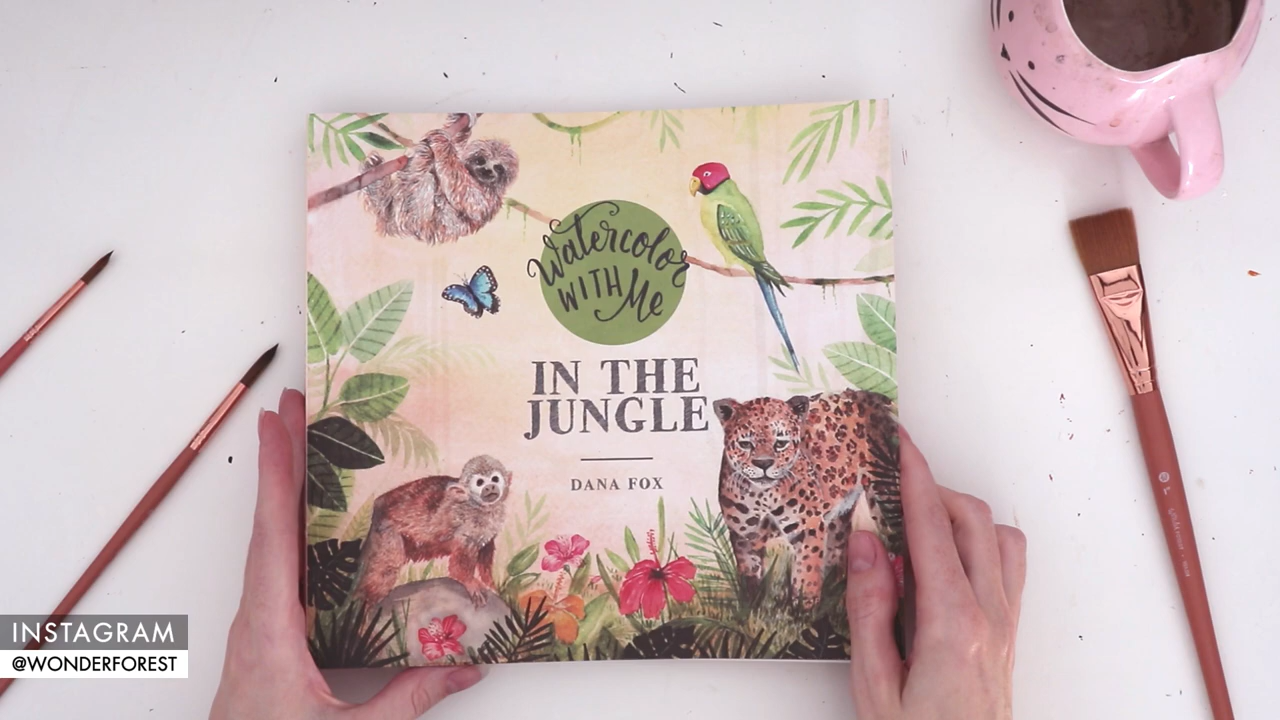 Watercolor
WITH Me
IN THE
JUNGLE
DANA FOX
INSTAGRAM
@WONDERFOREST